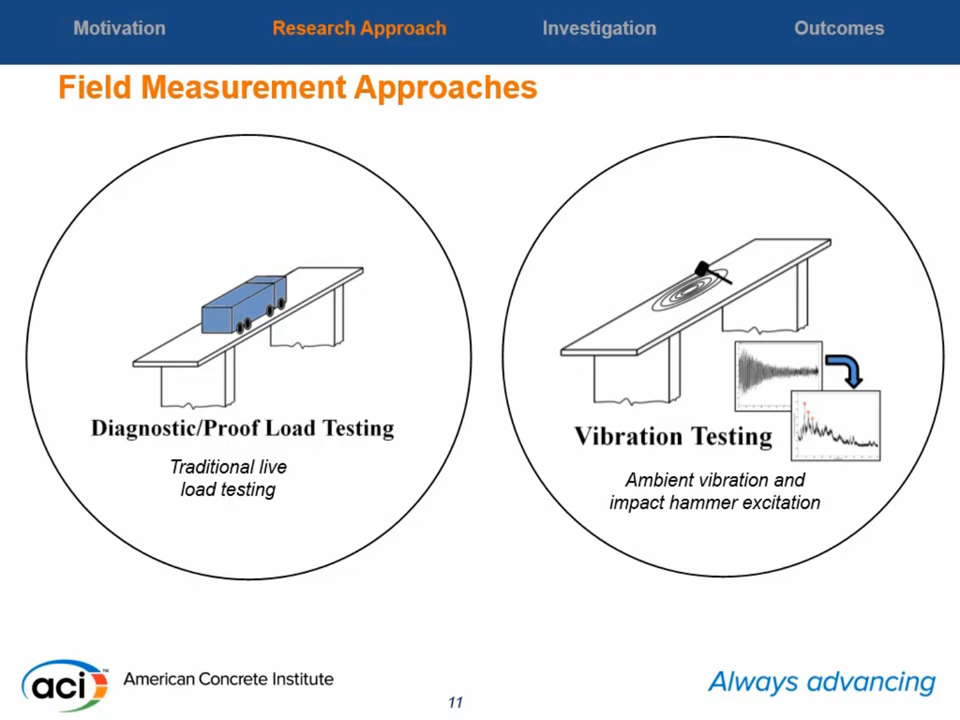 Motivation
Research Approach
Investigation
Outcomes
Field Measurement Approaches
Diagnostic/Proof Load Testing
Traditional live
load testing
Vibration Testing
Ambient vibration and
impact hammer excitation
aci™
American Concrete Institute
Always advancing
11